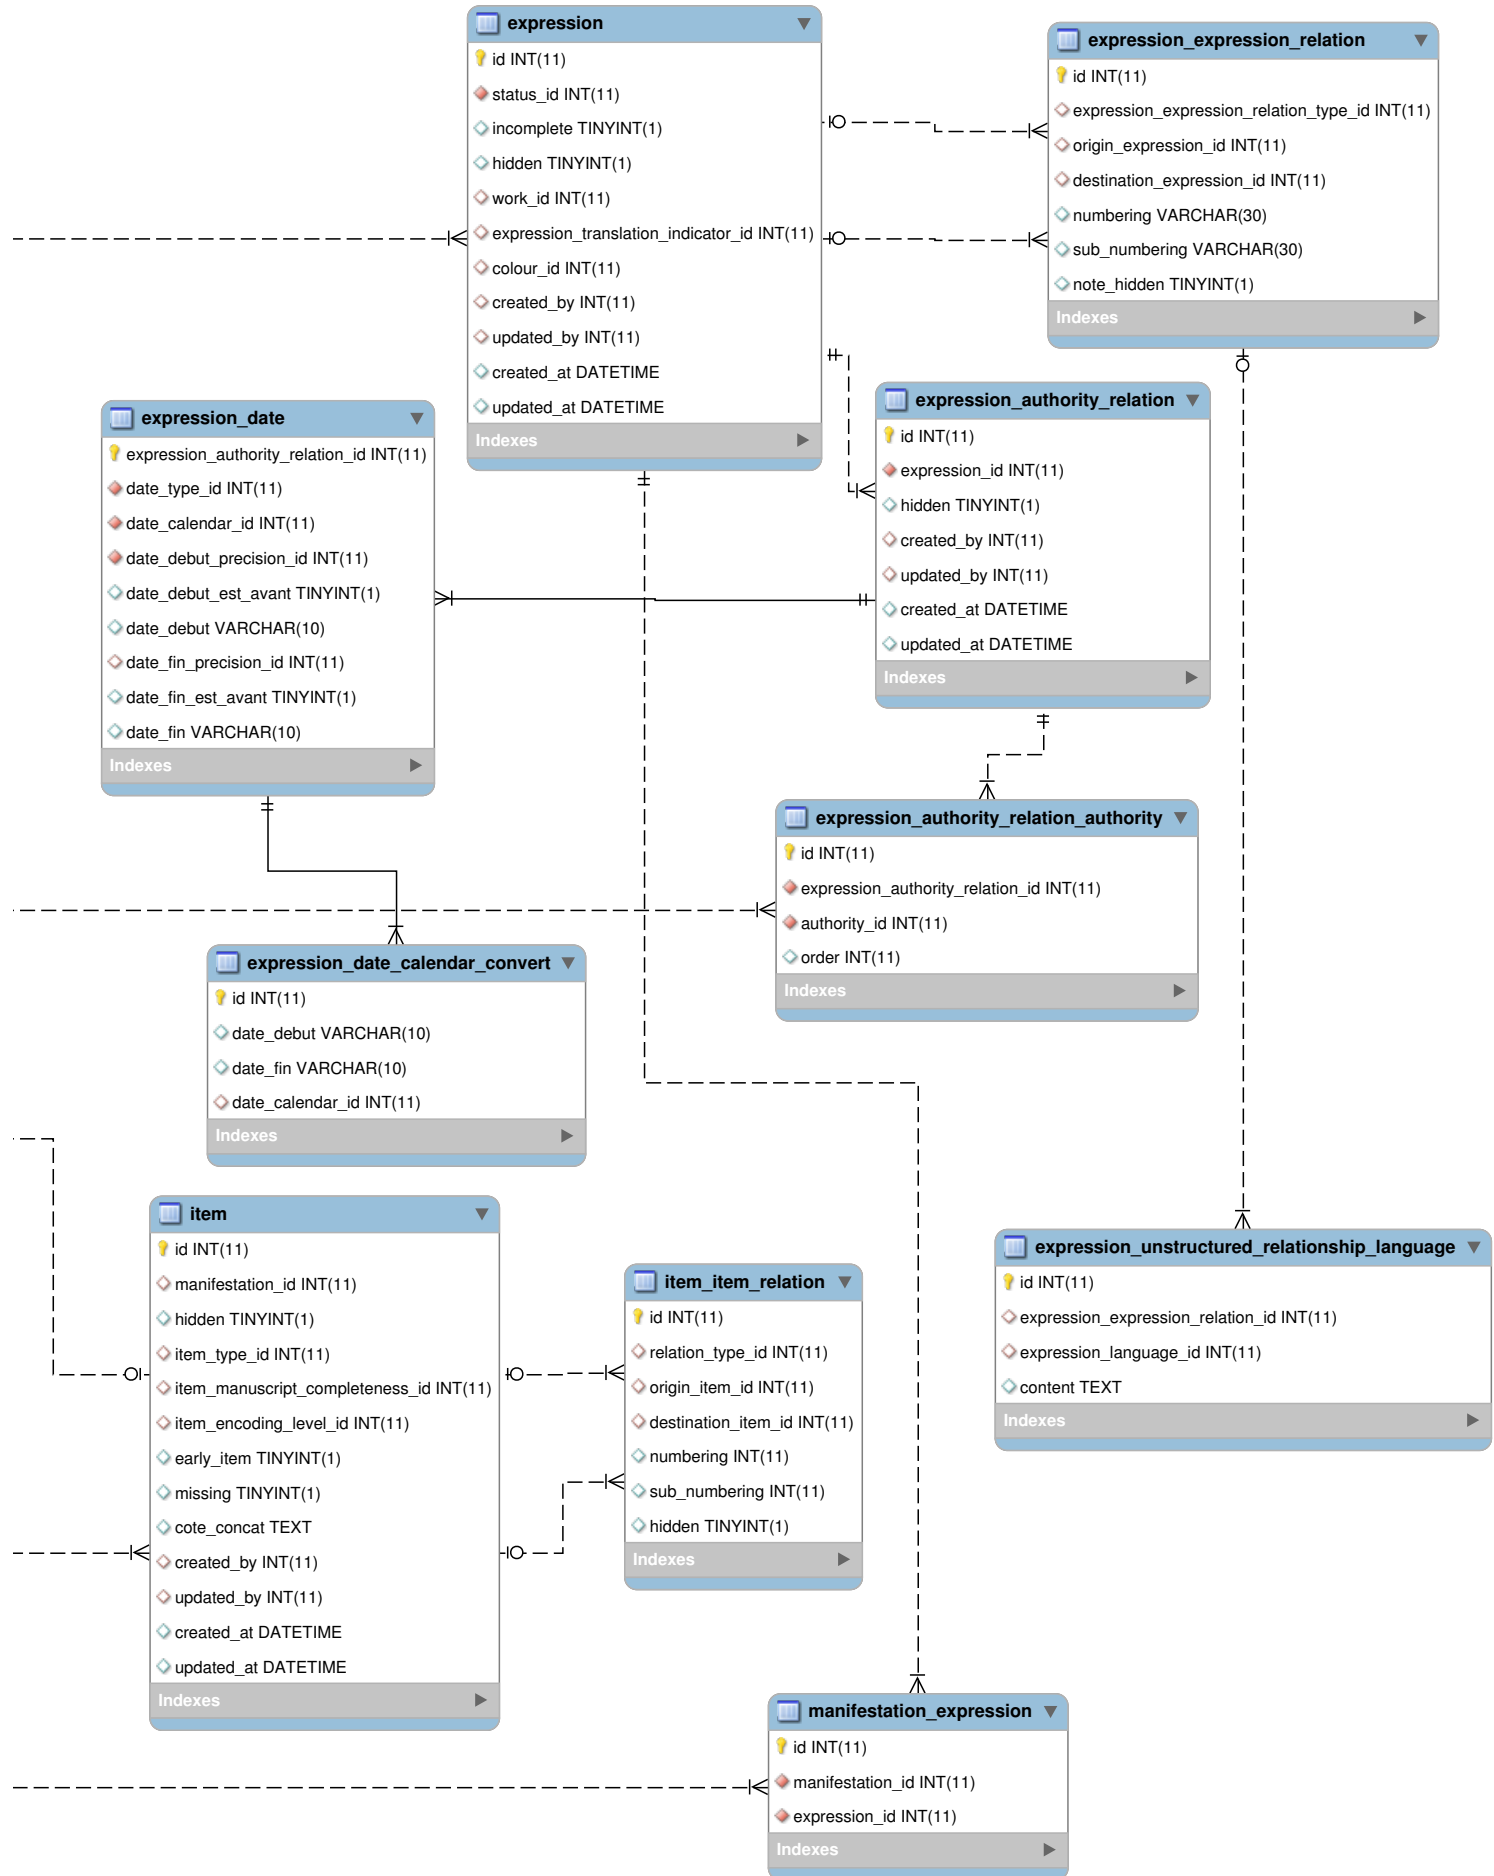 expression
id INT(11)
status_id INT(11)
incomplete TINYINT(1)
hidden TINYINT(1)
work_id INT(11)
expression_translation_indicator_id INT(11)
colour_id INT(11)
created_by INT(11)
updated_by INT(11)
created_at DATETIME
updated_at DATETIME
Indexes
expression_expression_relation
id INT(11)
expression_expression_relation_type_id INT(11)
origin_expression_id INT(11)
destination_expression_id INT(11)
numbering VARCHAR(30)
sub_numbering VARCHAR(30)
note_hidden TINYINT(1)
Indexes
expression_date
expression_authority_relation_id INT(11)
date_type_id INT(11)
date_calendar_id INT(11)
date_debut_precision_id INT(11)
date_debut_est_avant TINYINT(1)
date_debut VARCHAR(10)
date_fin_precision_id INT(11)
date_fin_est_avant TINYINT(1)
date_fin VARCHAR(10)
Indexes
expression_authority_relation
id INT(11)
expression_id INT(11)
hidden TINYINT(1)
created_by INT(11)
updated_by INT(11)
created_at DATETIME
updated_at DATETIME
Indexes
expression_authority_relation_authority
id INT(11)
expression_authority_relation_id INT(11)
authority_id INT(11)
order INT(11)
Indexes
expression_date_calendar_convert
id INT(11)
date_debut VARCHAR(10)
date_fin VARCHAR(10)
date_calendar_id INT(11)
Indexes
item
id INT(11)
manifestation_id INT(11)
hidden TINYINT(1)
item_type_id INT(11)
item_manuscript_completeness_id INT(11)
item_encoding_level_id INT(11)
early_item TINYINT(1)
missing TINYINT(1)
cote_concat TEXT
created_by INT(11)
updated_by INT(11)
created_at DATETIME
updated_at DATETIME
Indexes
item_item_relation
id INT(11)
relation_type_id INT(11)
origin_item_id INT(11)
destination_item_id INT(11)
numbering INT(11)
sub_numbering INT(11)
hidden TINYINT(1)
Indexes
expression_unstructured_relationship_language
id INT(11)
expression_expression_relation_id INT(11)
expression_language_id INT(11)
content TEXT
Indexes
manifestation_expression
id INT(11)
manifestation_id INT(11)
expression_id INT(11)
Indexes